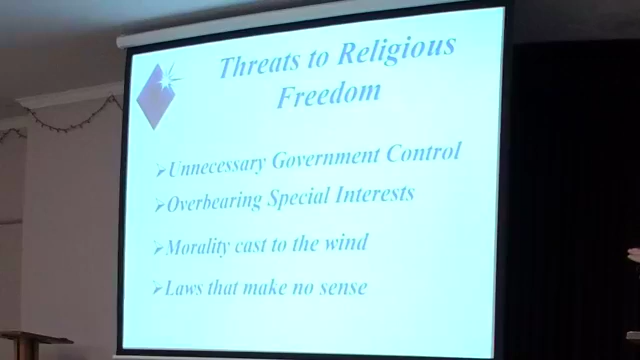 Threats to Religious
Freedom
Unnecessary Government Control
Overbearing Special Interests
Morality cast to the wind
Laws that make no sense